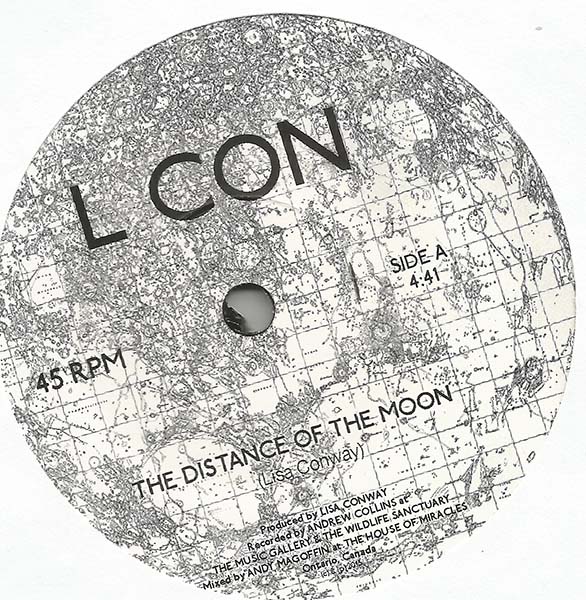 L CON
SIDE A
4:41
45 RPM
THE DISTANCE OF THE MOON
(Lisa Conway)
Produced by LISA CONWAY
Recorded by ANDREW COLLINS at
THE MUSIC GALLERY & THE WILDLIFE SANCTUARY
Mixed by ANDY MAGOFFIN at THE HOUSE OF MIRACLES
Ontario, Canada